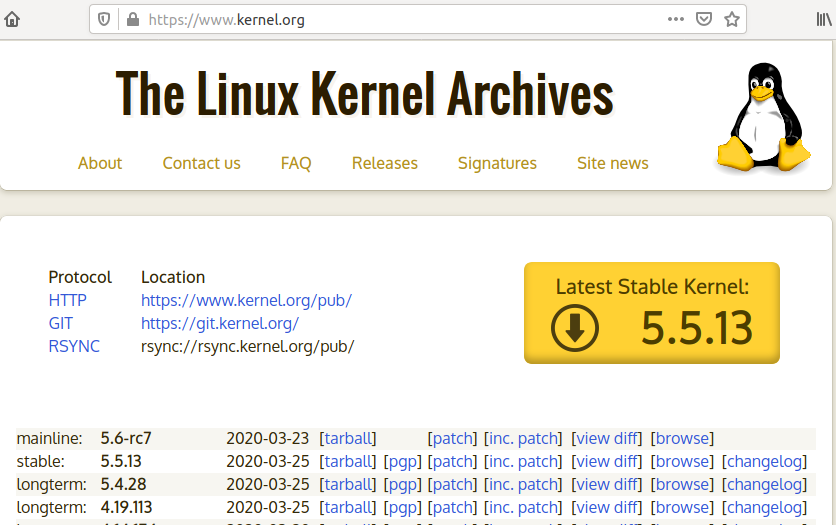 https://www.kernel.org
The Linux Kernel Archives
About Contact us FAQ Releases Signatures Site news
Protocol Location
HTTP https://www.kernel.org/pub/
GIT https://git.kernel.org/
RSYNC rsync://rsync.kernel.org/pub/
Latest Stable Kernel:
5.5.13
mainline: 5.6-rc7 2020-03-23 [tarball] [patch] [inc. patch] [view diff] [browse]
stable: 5.5.13 2020-03-25 [tarball] [pgp] [patch] [inc. patch] [view diff] [browse] [changelog]
longterm: 5.4.28 2020-03-25 [tarball] [pgp] [patch] [inc. patch] [view diff] [browse] [changelog]
longterm: 4.19.113 2020-03-25 [tarball] [pgp] [patch] [inc. patch] [view diff] [browse] [changelog]